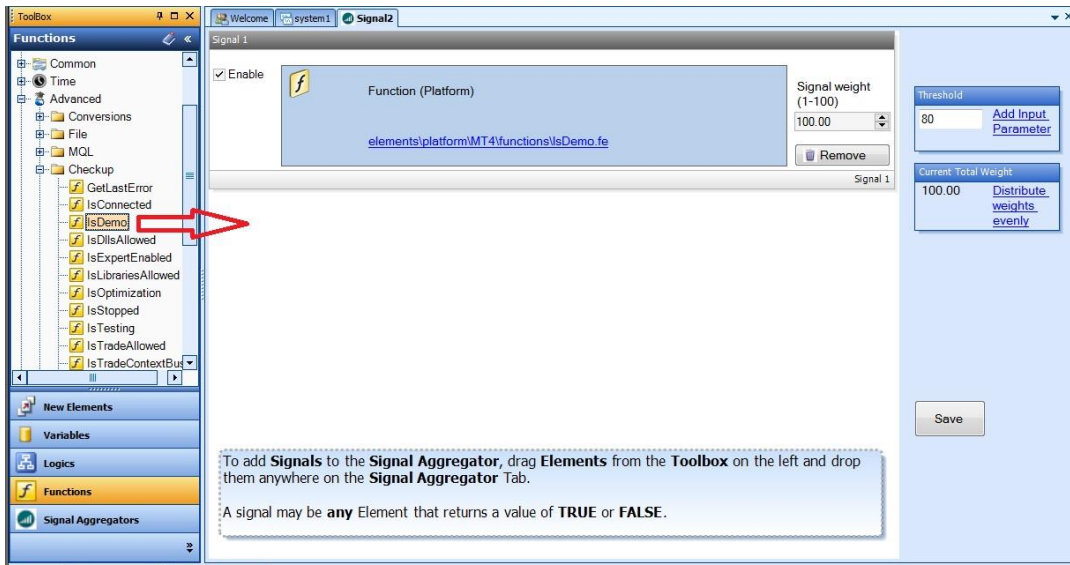 ToolBox
Functions
Common
Time
Advanced
Conversions
File
MQL
Checkup
GetLastError
IsConnected
IsDemo
IsDllsAllowed
IsExpertEnabled
IsLibrariesAllowed
IsOptimization
IsStopped
IsTesting
IsTradeAllowed
IsTradeContextBus
New Elements
Variables
Logics
Functions
Signal Aggregators
Welcome
system1
Signal2
Signal 1
Enable
Function (Platform)
elements\platform\MT4\functions\IsDemo.fe
Signal weight
(1-100)
100.00
Remove
Signal 1
To add Signals to the Signal Aggregator, drag Elements from the Toolbox on the left and drop
them anywhere on the Signal Aggregator Tab.
A signal may be any Element that returns a value of TRUE or FALSE.
Threshold
80
Add Input
Parameter
Current Total Weight
100.00
Distribute
weights
evenly
Save